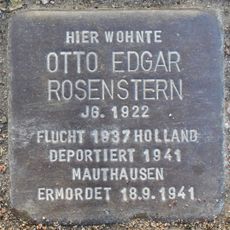 HIER WOHNTE
OTTO EDGAR
ROSENSTERN
JG. 1922
FLUCHT 1937 HOLLAND
DEPORTIERT 1941
MAUTHAUSEN
ERMORDET 18.9.1941